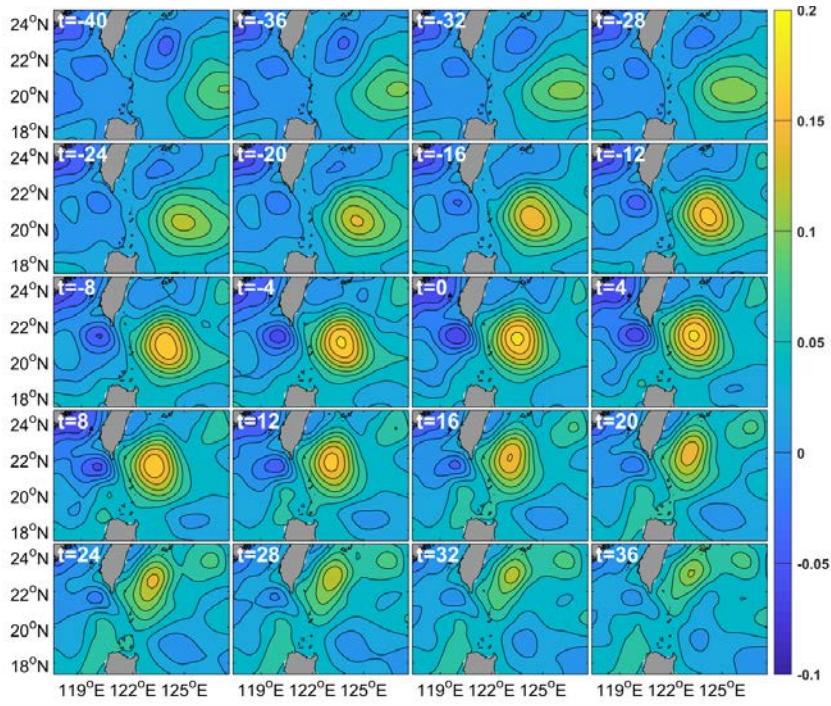 24°N t=-40 t=-36 t=-32 t=-28 0.2
22°N
20°N
18°N
0.15
24°N t=-24 t=-20 t=-16 t=-12
22°N
20°N
18°N
0.1
24°N t=-8 t=-4 t=0 t=4
22°N
20°N
0.05
18°N
24°N t=8 t=12 t=16 t=20
22°N
0
20°N
18°N
24°N t=24 t=28 t=32 t=36
-0.05
22°N
20°N
18°N
-0.1
119°E 122°E 125°E 119°E 122°E 125°E 119°E 122°E 125°E 119°E 122°E 125°E